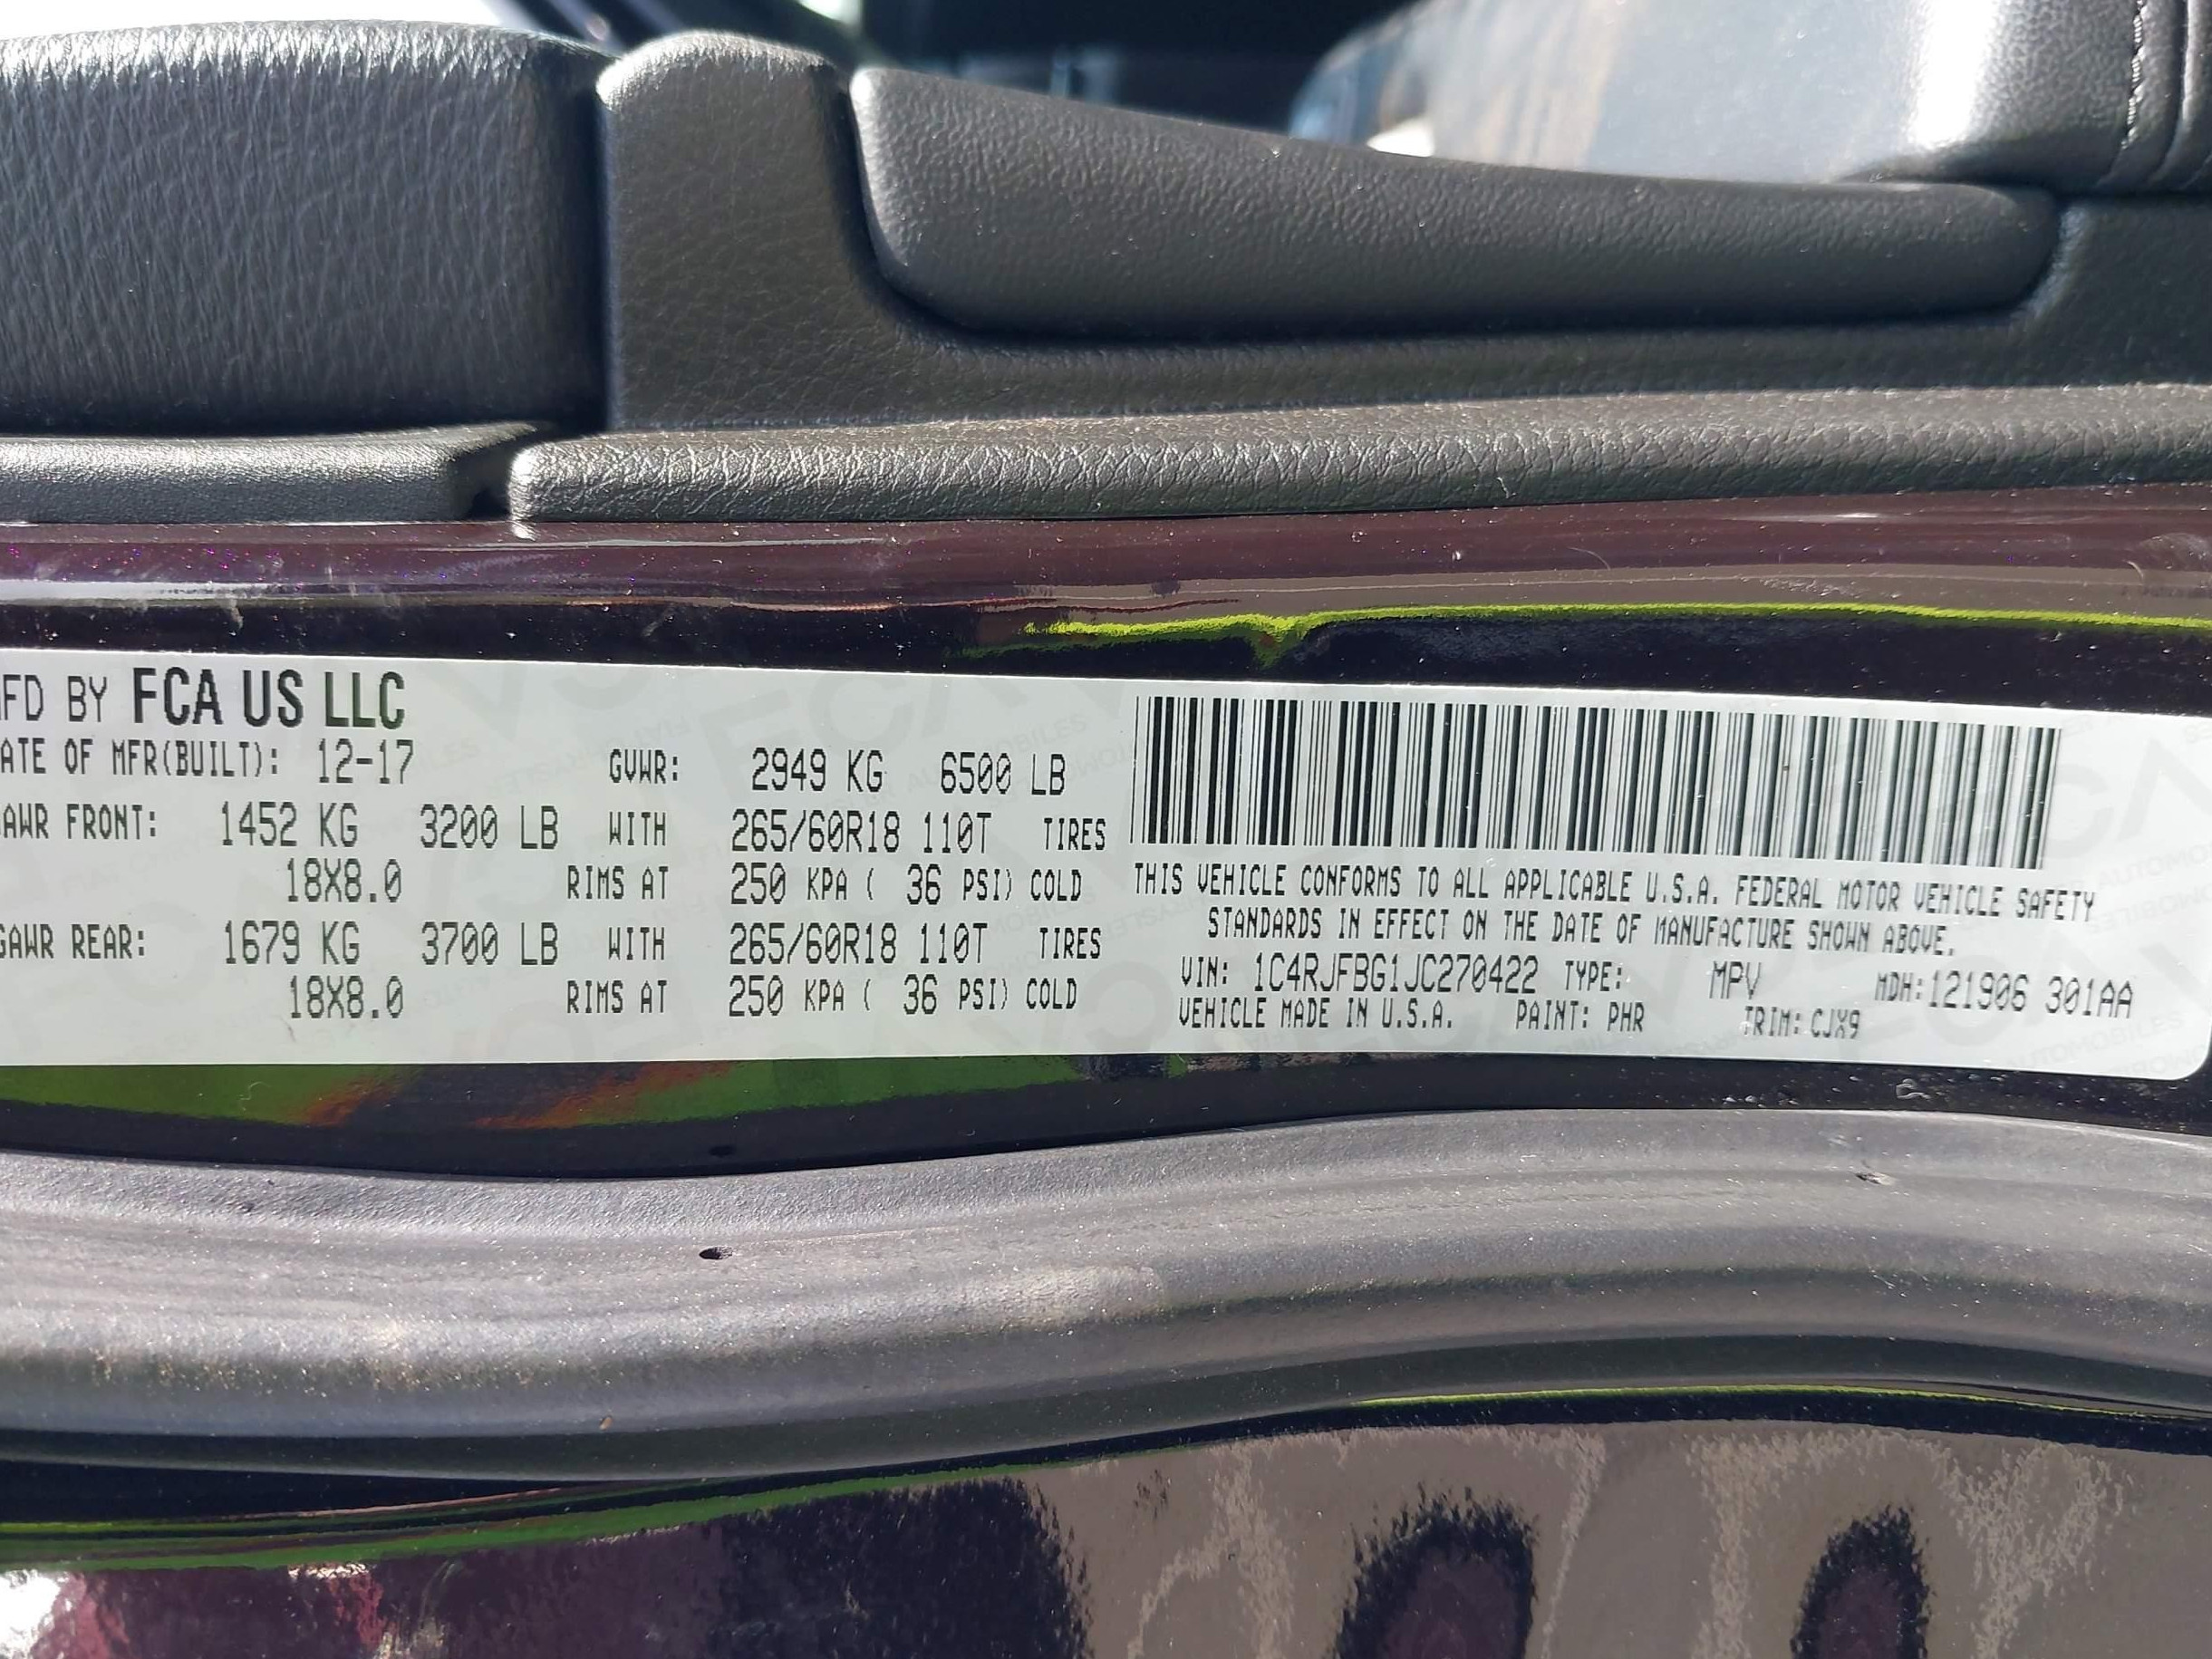 MFD BY FCA US LLC
DATE OF MFR(BUILT): 12-17 GVWR: 2949 KG 6500 LB
GAWR FRONT: 1452 KG 3200 LB WITH 265/60R18 110T TIRES
18X8.0 RIMS AT 250 KPA ( 36 PSI) COLD
GAWR REAR: 1679 KG 3700 LB WITH 265/60R18 110T TIRES
18X8.0 RIMS AT 250 KPA ( 36 PSI) COLD
THIS VEHICLE CONFORMS TO ALL APPLICABLE U.S.A. FEDERAL MOTOR VEHICLE SAFETY
STANDARDS IN EFFECT ON THE DATE OF MANUFACTURE SHOWN ABOVE.
VIN: 1C4RJFBG1JC270422 TYPE: MPV MDH:121906 301AA
VEHICLE MADE IN U.S.A. PAINT: PHR TRIM: CJX9